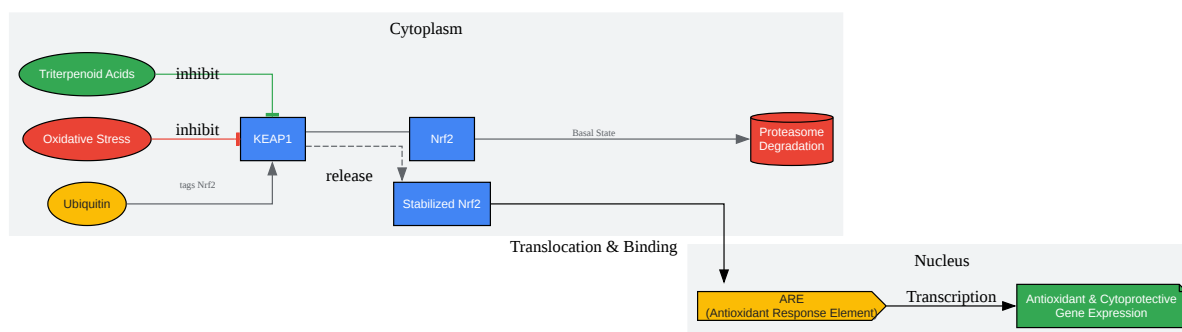 Cytoplasm
Triterpenoid Acids
inhibit
Oxidative Stress
inhibit
KEAP1
Nrf2
Basal State
Proteasome
Degradation
Ubiquitin
tags Nrf2
release
Stabilized Nrf2
Translocation & Binding
Nucleus
ARE
(Antioxidant Response Element)
Transcription
Antioxidant & Cytoprotective
Gene Expression